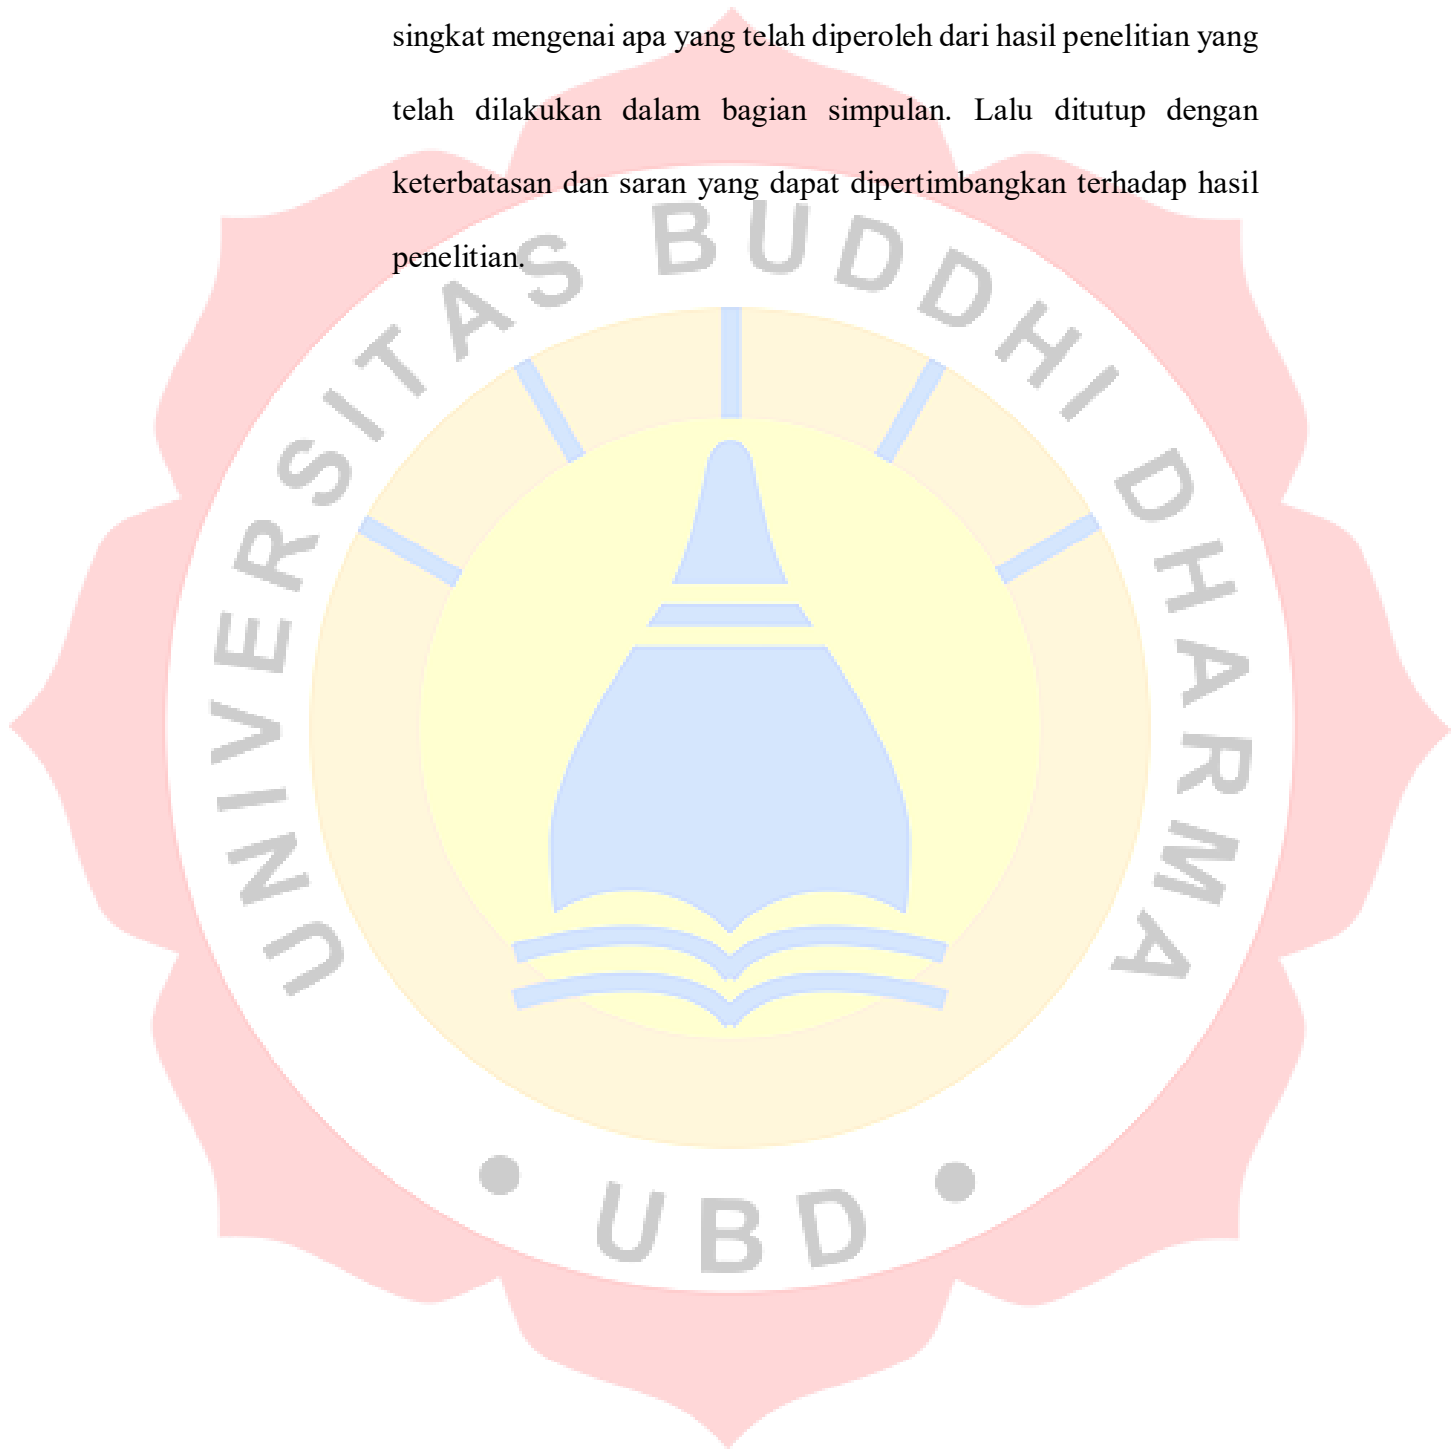 singkat mengenai apa yang telah diperoleh dari hasil penelitian yang
telah dilakukan dalam bagian simpulan. Lalu ditutup dengan
keterbatasan dan saran yang dapat dipertimbangkan terhadap hasil
penelitian.
UNIVERSITAS BUDDHI DHARMA
• UBD •